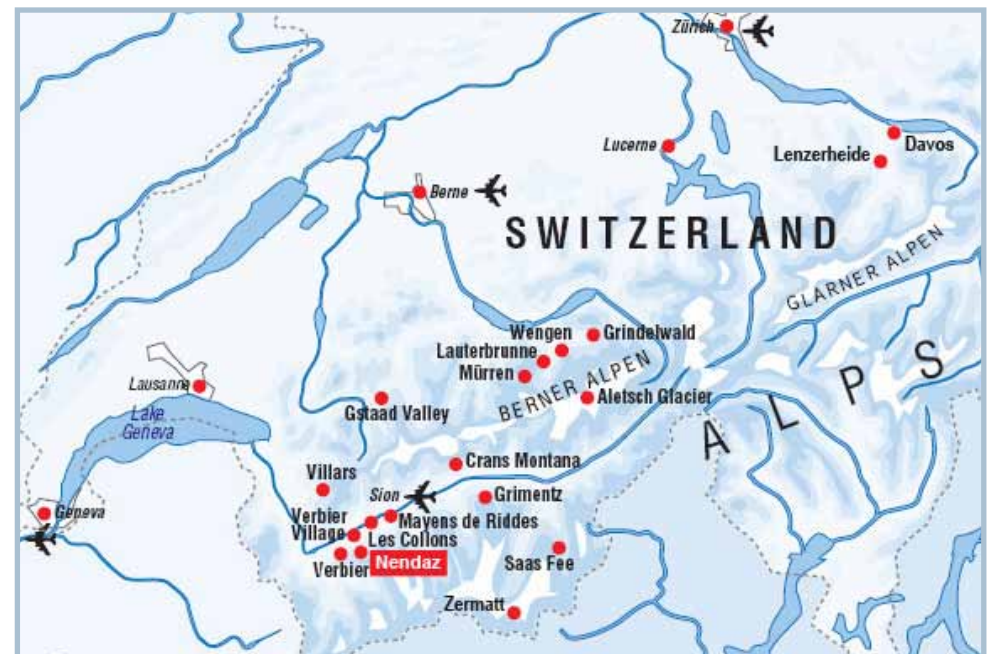 Zürich
Lucerne
Davos
Lenzerheide
Berne
SWITZERLAND
GLARNER ALPEN
Wengen
Grindelwald
Lauterbrunne
Mürren
BERNER ALPEN
Aletsch Glacier
ALPS
Lausanne
Lake
Geneva
Gstaad Valley
Crans Montana
Villars
Sion
Grimentz
Verbier
Village
Mayens de Riddes
Les Collons
Geneva
Verbier
Nendaz
Saas Fee
Zermatt